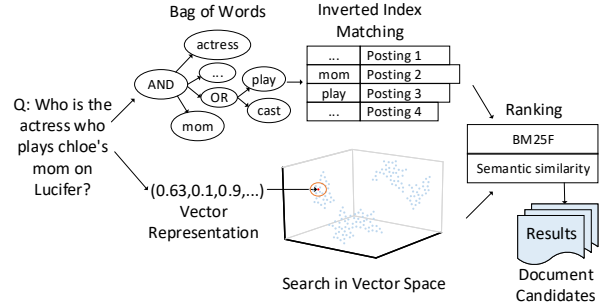 Bag of Words
Inverted Index
Matching
actress
...
AND
OR
play
cast
mom
... Posting 1
mom Posting 2
play Posting 3
... Posting 4
Q: Who is the
actress who
plays chloe's
mom on
Lucifer?
(0.63,0.1,0.9,...)
Vector
Representation
Search in Vector Space
Ranking
BM25F
Semantic similarity
Results
Document
Candidates